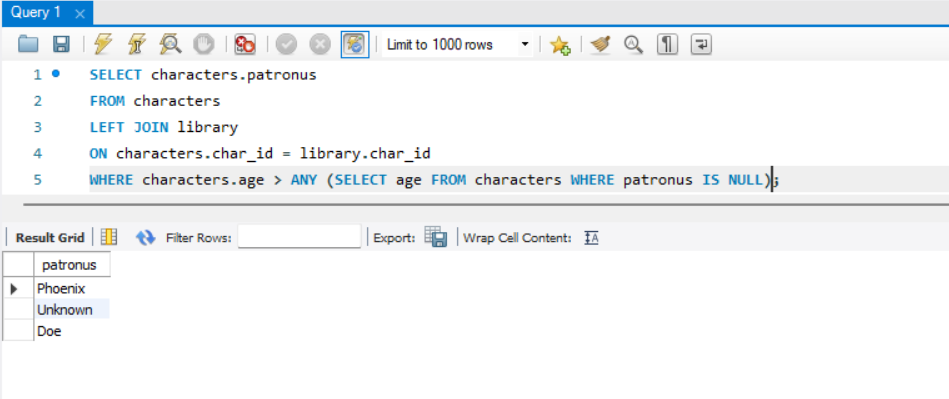 Query 1
Limit to 1000 rows
1 SELECT characters.patronus
2 FROM characters
3 LEFT JOIN library
4 ON characters.char_id = library.char_id
5 WHERE characters.age > ANY (SELECT age FROM characters WHERE patronus IS NULL);
Result Grid Filter Rows: Export: Wrap Cell Content: IA
patronus
Phoenix
Unknown
Doe